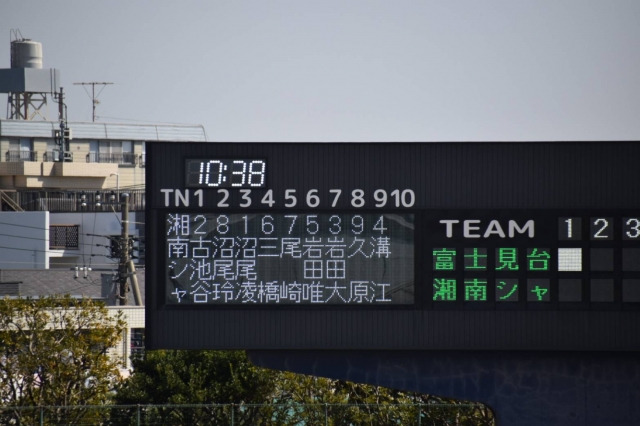 10:38
TN 1 2 3 4 5 6 7 8 9 10
湘 2 8 1 6 7 5 3 9 4
南古沼沼三尾岩岩久溝
シ池尾尾 田田
ャ谷玲凌橋崎唯大原江
TEAM 1 2 3
富士見台
湘南シャ